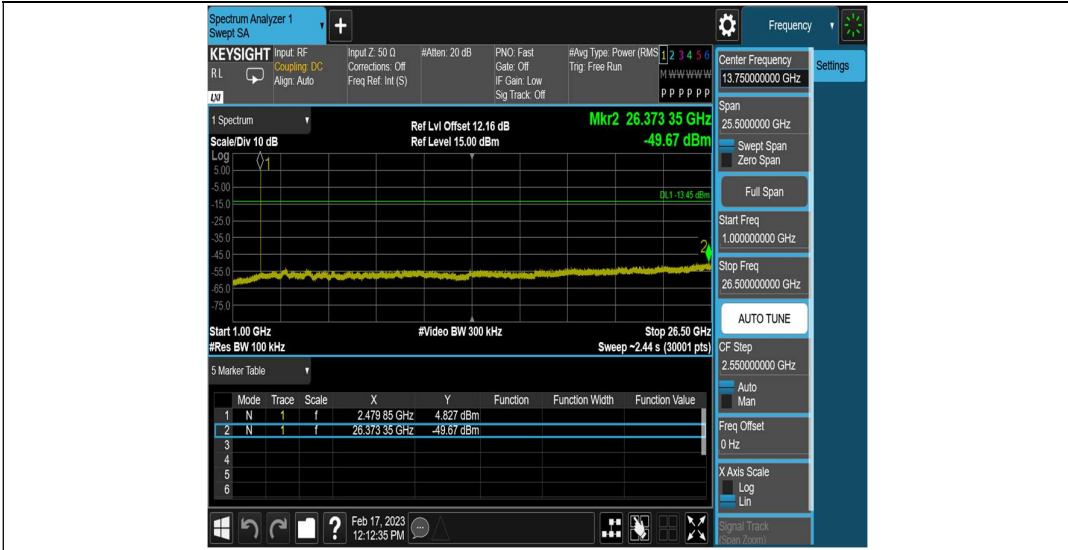 Spectrum Analyzer 1
Swept SA
+
Frequency
KEYSIGHT
RL
LXI
Input: RF
Coupling: DC
Align: Auto
Input Z: 50 Ω
Corrections: Off
Freq Ref: Int (S)
#Atten: 20 dB
PNO: Fast
Gate: Off
IF Gain: Low
Sig Track: Off
#Avg Type: Power (RMS
Trig: Free Run
1 2 3 4 5 6
M W W W W W
P P P P P P
1 Spectrum
Scale/Div 10 dB
Ref Lvl Offset 12.16 dB
Ref Level 15.00 dBm
Mkr2 26.373 35 GHz
-49.67 dBm
Log
5.00
-5.00
-15.0
-25.0
-35.0
-45.0
-55.0
-65.0
-75.0
1
DL1 -13.45 dBm
2
Start 1.00 GHz
#Video BW 300 kHz
Stop 26.50 GHz
#Res BW 100 kHz
Sweep ~2.44 s (30001 pts)
5 Marker Table
Mode Trace Scale X Y Function Function Width Function Value
1 N 1 f 2.479 85 GHz 4.827 dBm
2 N 1 f 26.373 35 GHz -49.67 dBm
3
4
5
6
?
Feb 17, 2023
12:12:35 PM
Center Frequency
13.750000000 GHz
Settings
Span
25.5000000 GHz
Swept Span
Zero Span
Full Span
Start Freq
1.000000000 GHz
Stop Freq
26.500000000 GHz
AUTO TUNE
CF Step
2.550000000 GHz
Auto
Man
Freq Offset
0 Hz
X Axis Scale
Log
Lin
Signal Track
(Span Zoom)